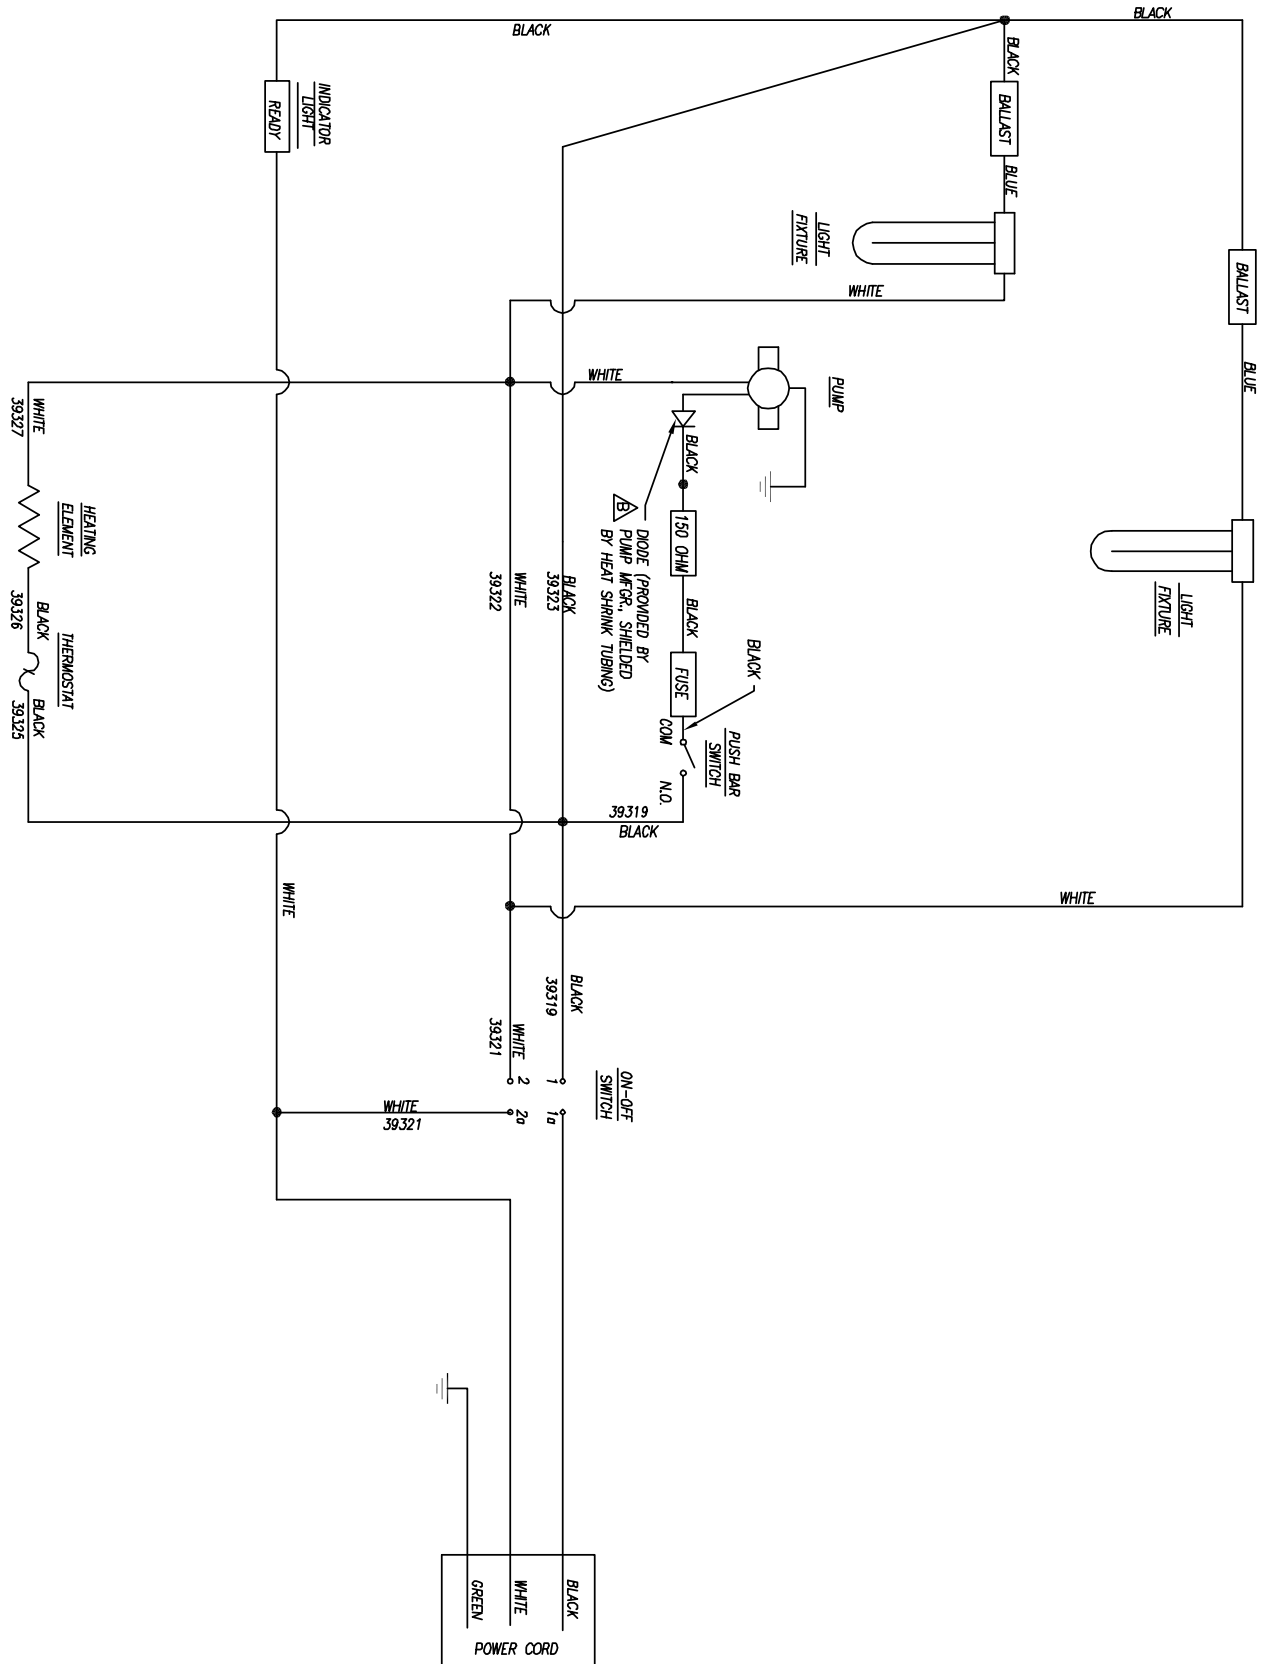 BLACK
BLACK
BLACK
BALLAST
BLUE
INDICATOR
LIGHT
READY
LIGHT
FIXTURE
WHITE
BALLAST
BLUE
LIGHT
FIXTURE
WHITE
PUMP
BLACK
WHITE
39327
HEATING
ELEMENT
BLACK
39326
THERMOSTAT
BLACK
39325
WHITE
39322
BLACK
39323
150 OHM
B
DIODE (PROVIDED BY
PUMP MFGR., SHIELDED
BY HEAT SHRINK TUBING)
BLACK
FUSE
BLACK
COM
PUSH BAR
SWITCH
N.O.
39319
BLACK
WHITE
WHITE
BLACK
39319
WHITE
39321
ON-OFF
SWITCH
1
2
1a
2a
WHITE
39321
BLACK
WHITE
GREEN
POWER CORD